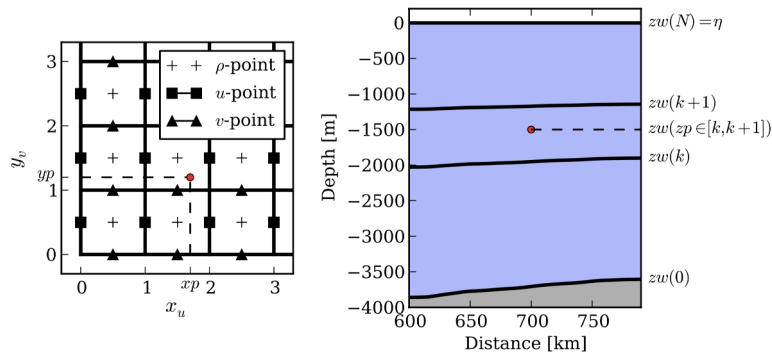 3
2
yp
1
0
y_v
0
1
xp
2
3
x_u
+ + ρ-point
u-point
v-point
0
−500
−1000
−1500
−2000
−2500
−3000
−3500
−4000
Depth [m]
600
650
700
750
Distance [km]
zw(N)=η
zw(k+1)
zw(zp∈[k,k+1])
zw(k)
zw(0)